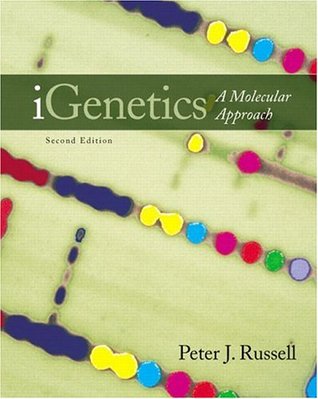 iGenetics
A Molecular
Approach
Second Edition
Peter J. Russell